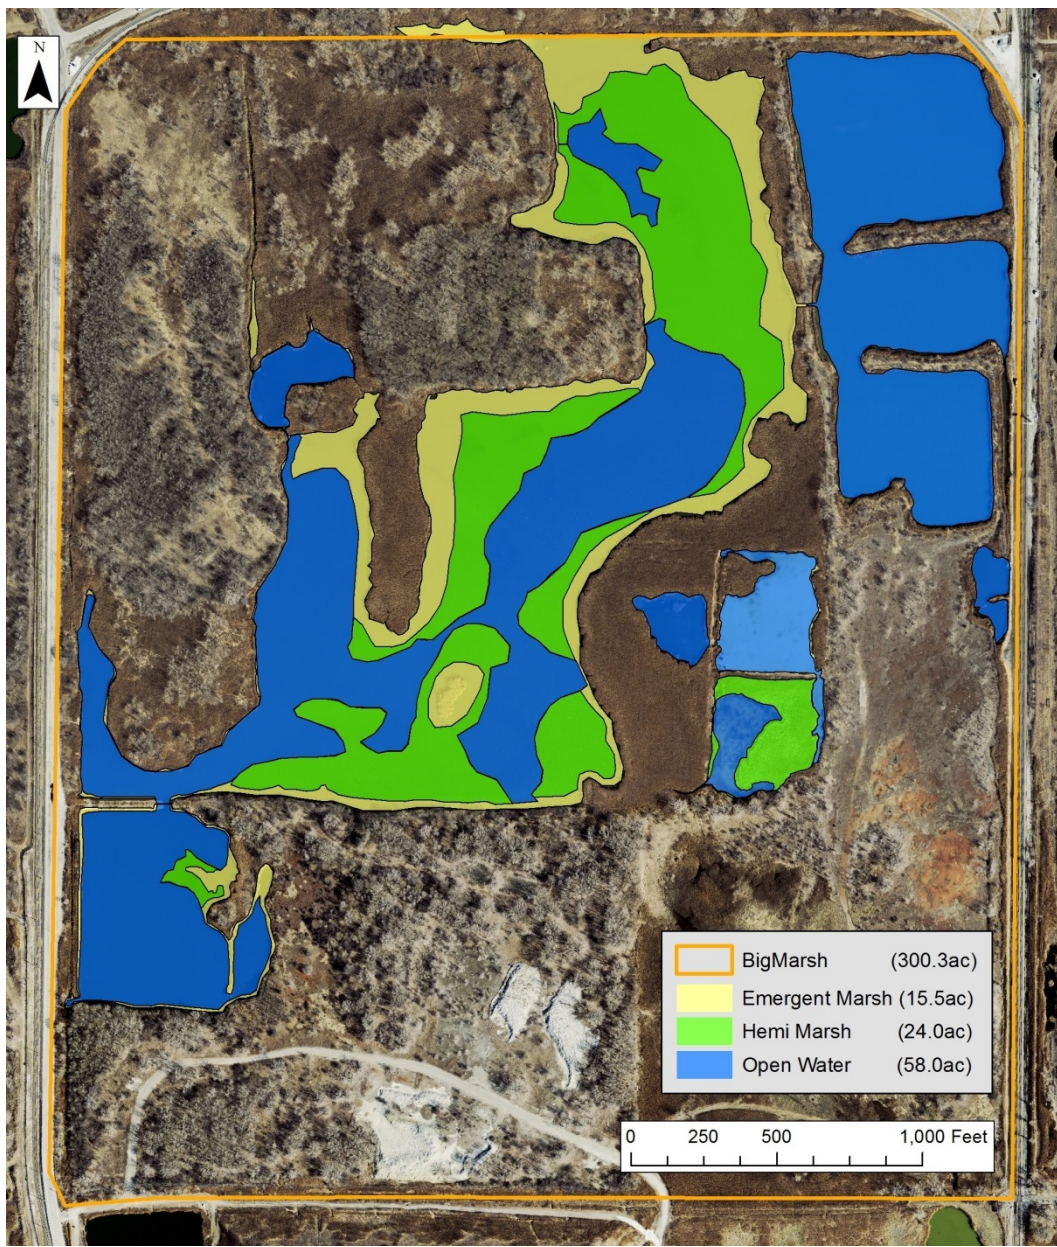 N
BigMarsh (300.3ac)
Emergent Marsh (15.5ac)
Hemi Marsh (24.0ac)
Open Water (58.0ac)
0 250 500 1,000 Feet